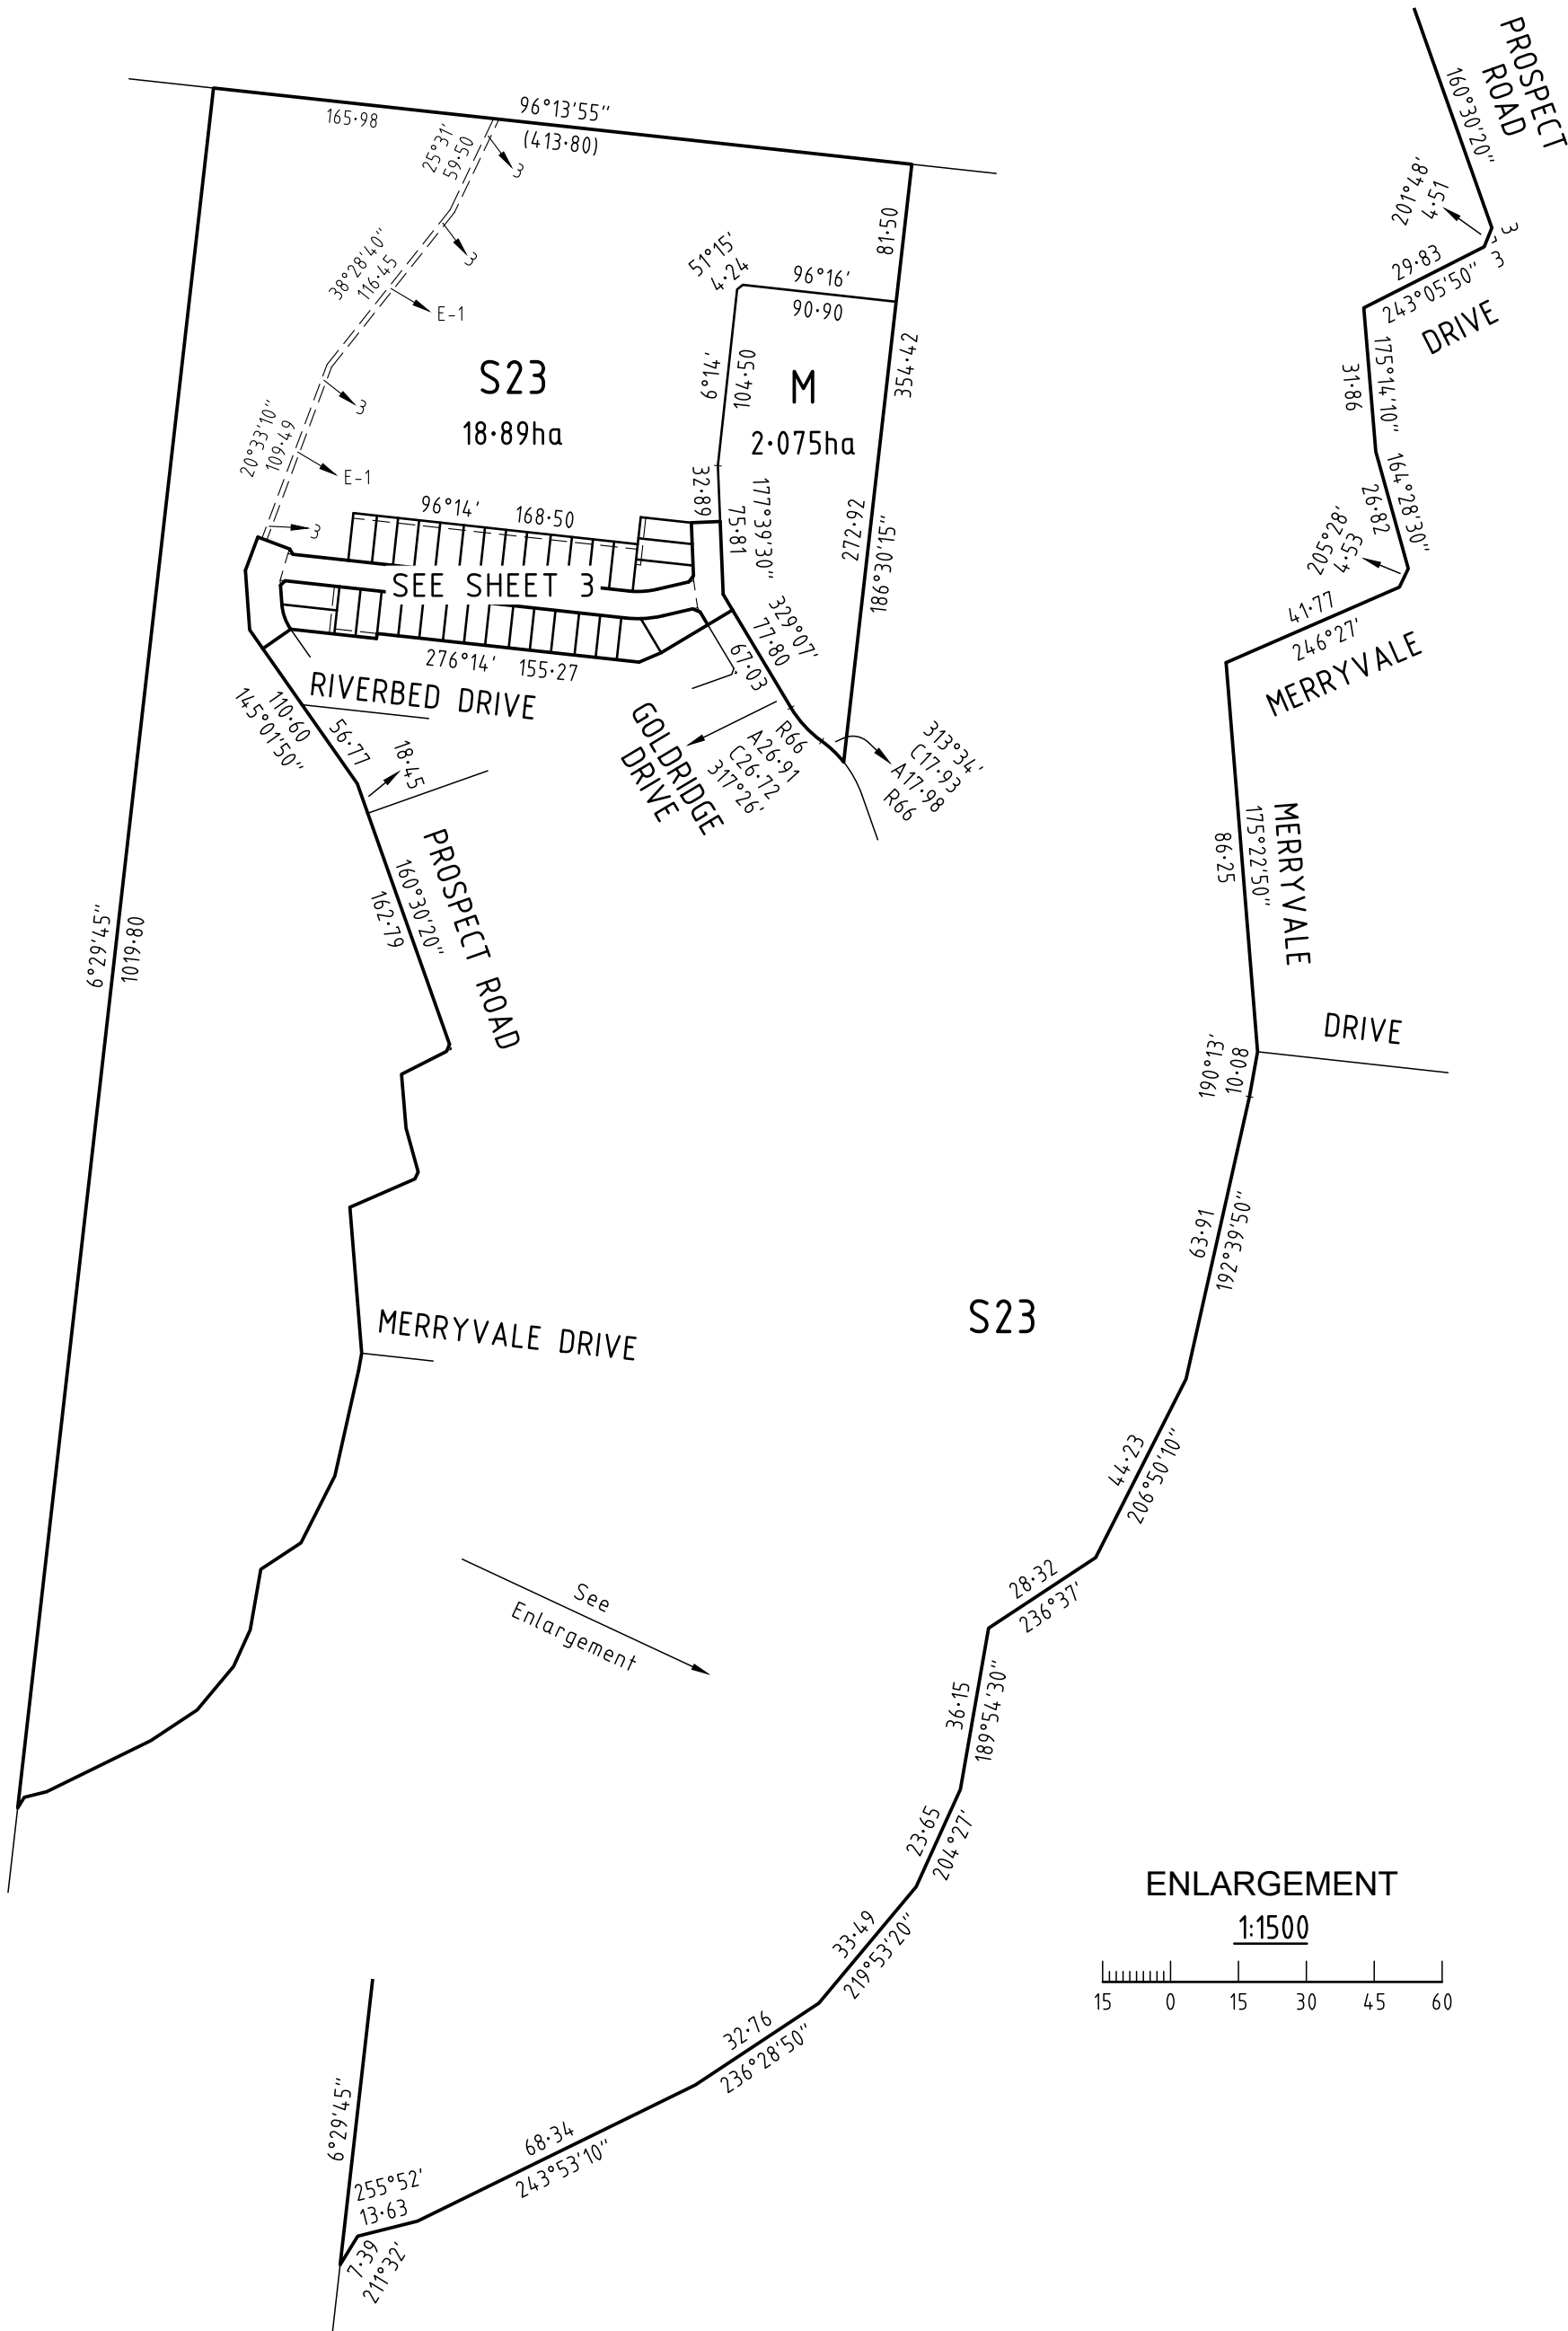 165·98
96°13'55"
(413·80)
25°31'
59·50
3
3
38°28'40"
116·45
E-1
3
20°33'10"
109·49
E-1
3
S23
18·89ha
81·50
51°15'
4·24
96°16'
90·90
6°14'
104·50
M
2·075ha
354·42
272·92
186°30'15"
32·89
75·81
177°39'30"
96°14'
168·50
SEE SHEET 3
276°14'
155·27
RIVERBED DRIVE
110·60
145°01'50"
56·77
18·45
GOLDRIDGE
DRIVE
67·03
329°07'
77·80
R66
A26·91
C26·72
317°26'
313°34'
C17·93
A17·98
R66
PROSPECT ROAD
160°30'20"
162·79
6°29'45"
1019·80
MERRYVALE DRIVE
See
Enlargement
PROSPECT
ROAD
160°30'20"
201°48'
4·51
3
3
29·83
243°05'50"
DRIVE
175°14'10"
31·86
164°28'30"
26·82
205°28'
4·53
41·77
246°27'
MERRYVALE
MERRYVALE
175°22'50"
86·25
DRIVE
190°13'
10·08
63·91
192°39'50"
S23
44·23
206°50'10"
28·32
236°37'
36·15
189°54'30"
23·65
204°27'
33·49
219°53'20"
32·76
236°28'50"
68·34
243°53'10"
6°29'45"
255°52'
13·63
7·39
211°32'
ENLARGEMENT
1:1500
15 0 15 30 45 60